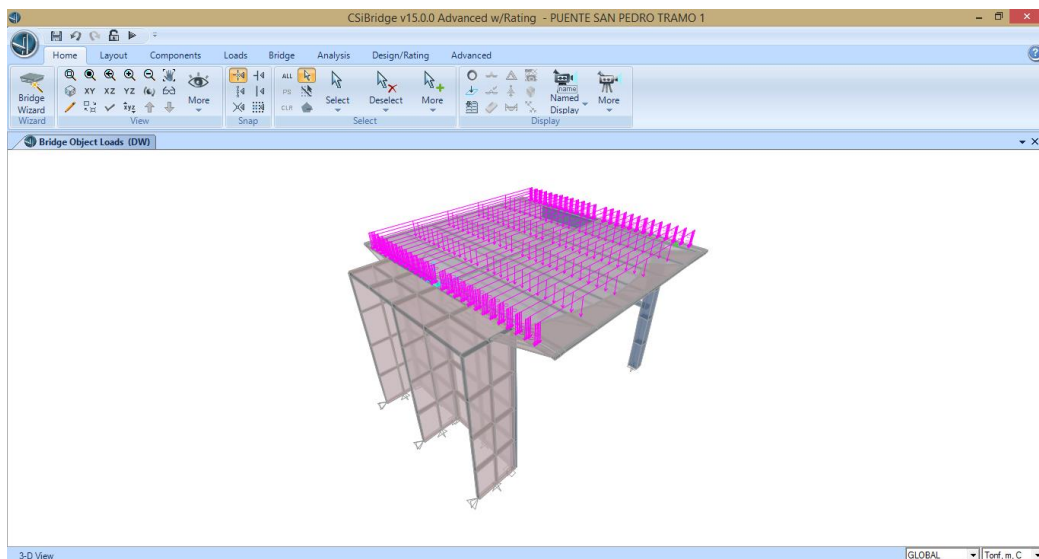 CSiBridge v15.0.0 Advanced w/Rating - PUENTE SAN PEDRO TRAMO 1
Home Layout Components Loads Bridge Analysis Design/Rating Advanced
Bridge Wizard
XY XZ YZ
More
ALL
PS
CLR
Select Deselect More
Named Display
More
Wizard View Snap Select Display
Bridge Object Loads (DW)
3-D View GLOBAL Tonf, m, C